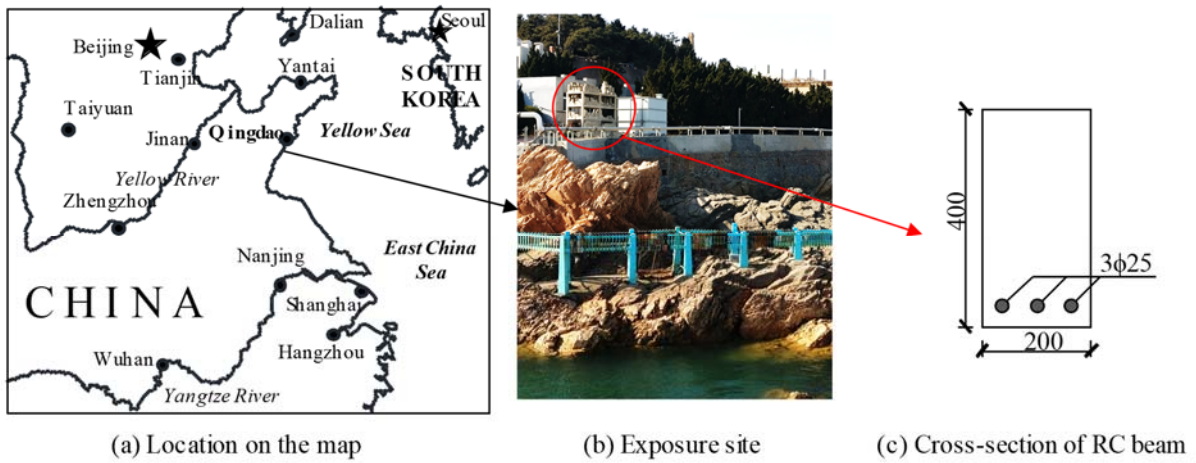 Dalian
Seoul
Beijing
Tianjin
Yantai
SOUTH
KOREA
Taiyuan
Jinan
Qingdao
Yellow Sea
Yellow River
Zhengzhou
Nanjing
East China
Sea
CHINA
Shanghai
Hangzhou
Wuhan
Yangtze River
400
3ϕ25
200
(a) Location on the map
(b) Exposure site
(c) Cross-section of RC beam